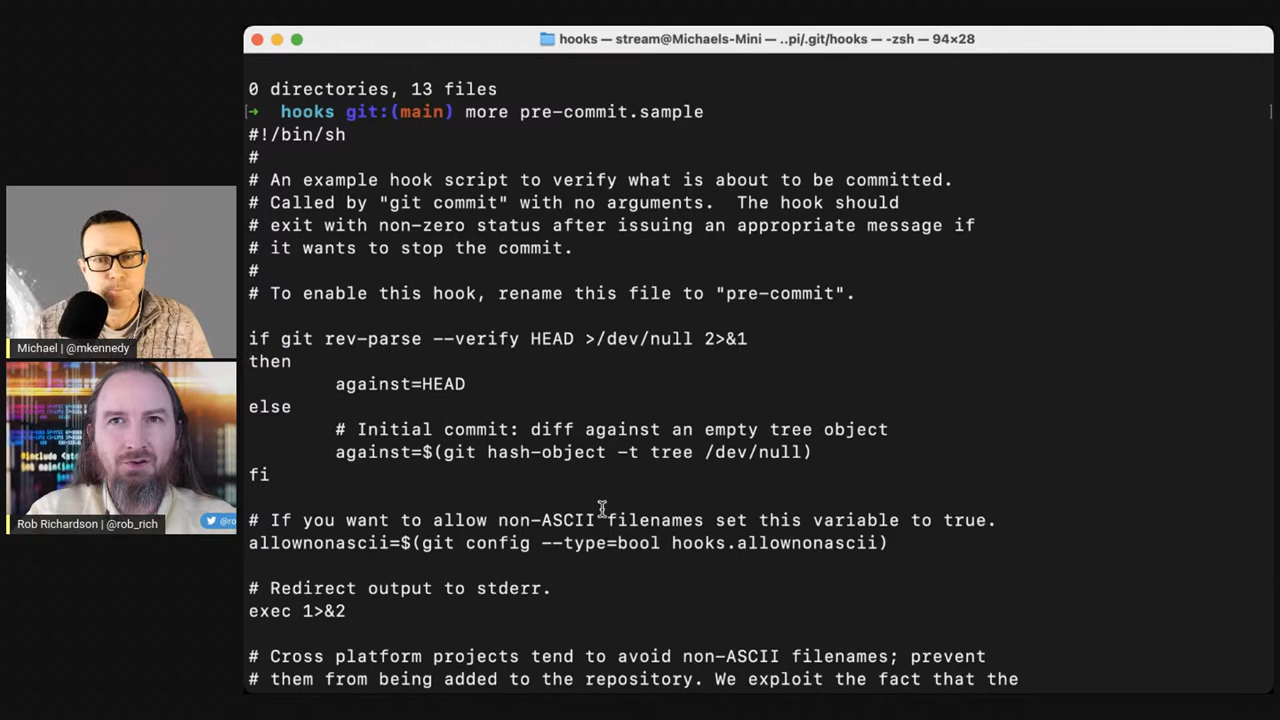 hooks — stream@Michaels-Mini — ..pi/.git/hooks — -zsh — 94×28
0 directories, 13 files
[➜  hooks git:(main) more pre-commit.sample ]
#!/bin/sh
#
# An example hook script to verify what is about to be committed.
# Called by "git commit" with no arguments.  The hook should
# exit with non-zero status after issuing an appropriate message if
# it wants to stop the commit.
#
# To enable this hook, rename this file to "pre-commit".
if git rev-parse --verify HEAD >/dev/null 2>&1
then
        against=HEAD
else
        # Initial commit: diff against an empty tree object
        against=$(git hash-object -t tree /dev/null)
fi
# If you want to allow non-ASCII filenames set this variable to true.
allownonascii=$(git config --type=bool hooks.allownonascii)
# Redirect output to stderr.
exec 1>&2
# Cross platform projects tend to avoid non-ASCII filenames; prevent
# them from being added to the repository. We exploit the fact that the
Michael | @mkennedy
Rob Richardson | @rob_rich
@ro